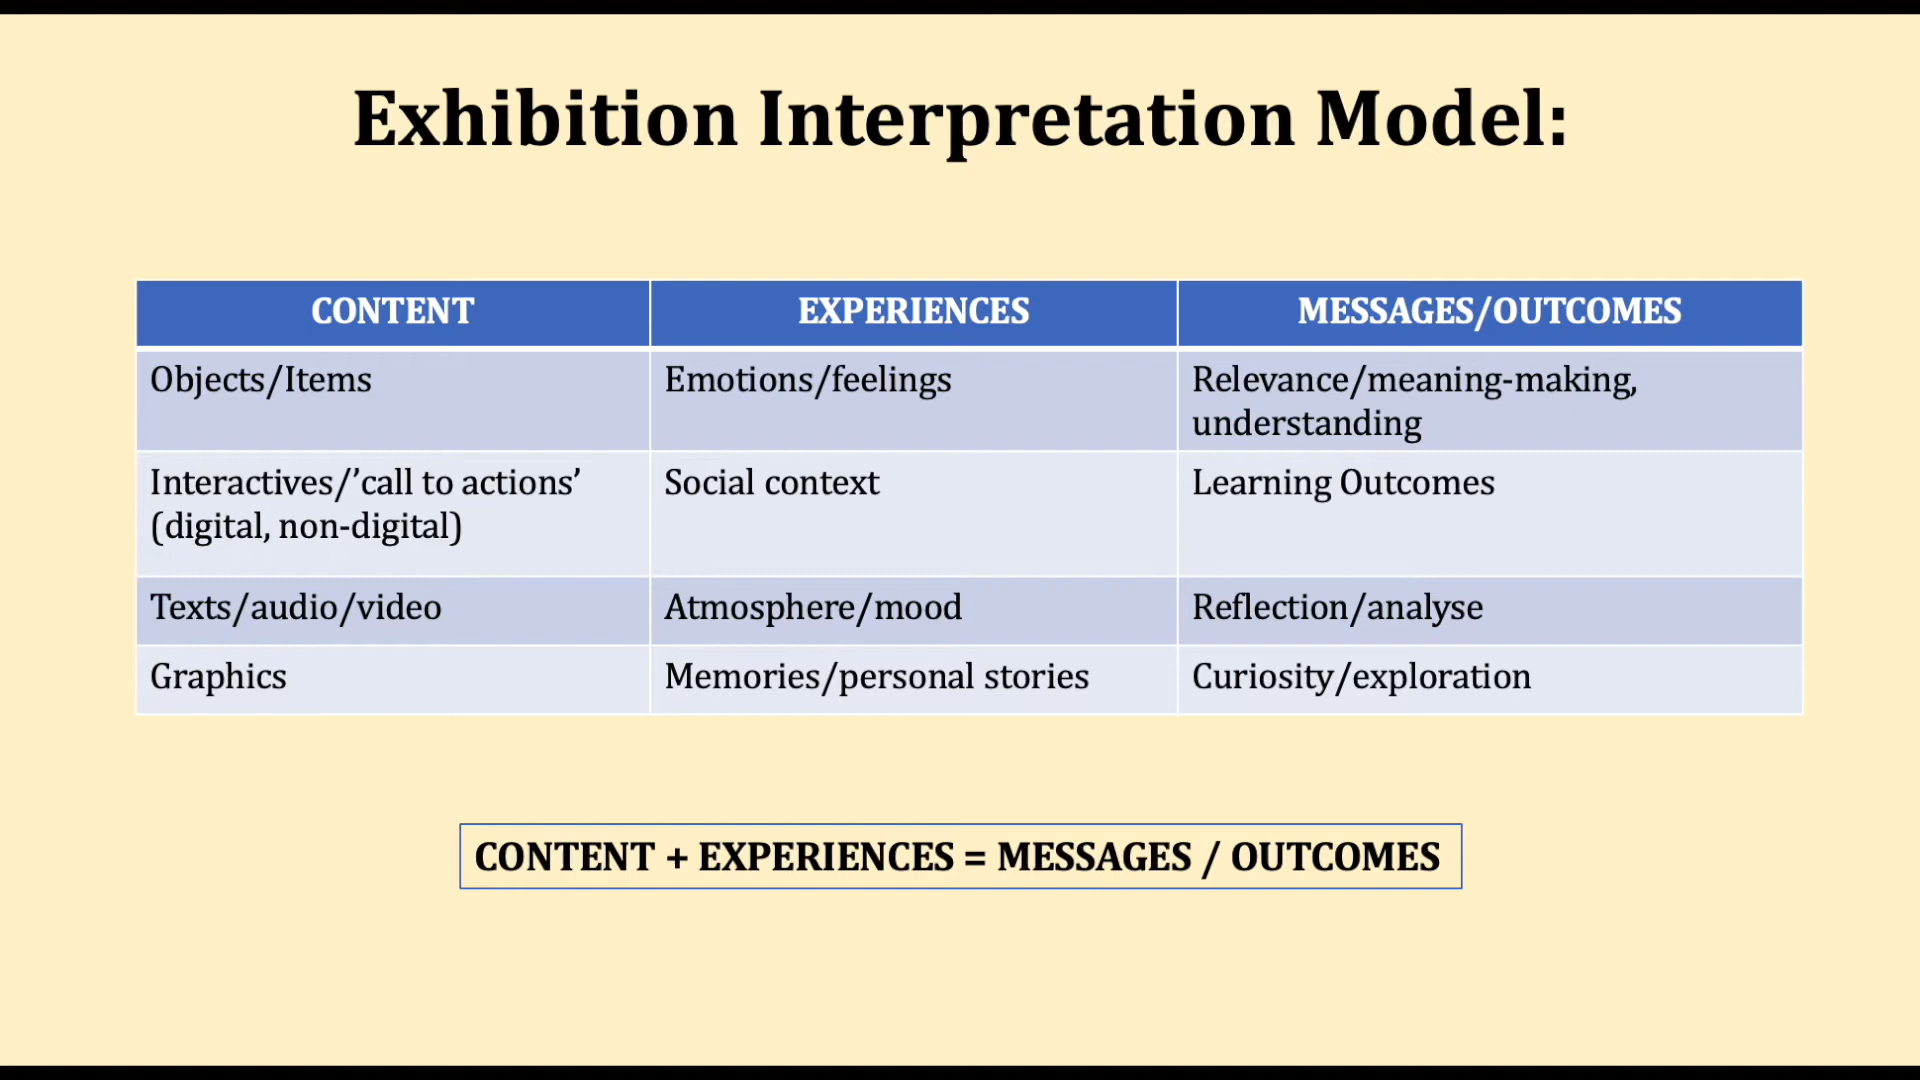 Exhibition Interpretation Model:
CONTENT
EXPERIENCES
MESSAGES/OUTCOMES
Objects/Items
Emotions/feelings
Relevance/meaning-making,
understanding
Interactives/’call to actions’
(digital, non-digital)
Social context
Learning Outcomes
Texts/audio/video
Atmosphere/mood
Reflection/analyse
Graphics
Memories/personal stories
Curiosity/exploration
CONTENT + EXPERIENCES = MESSAGES / OUTCOMES